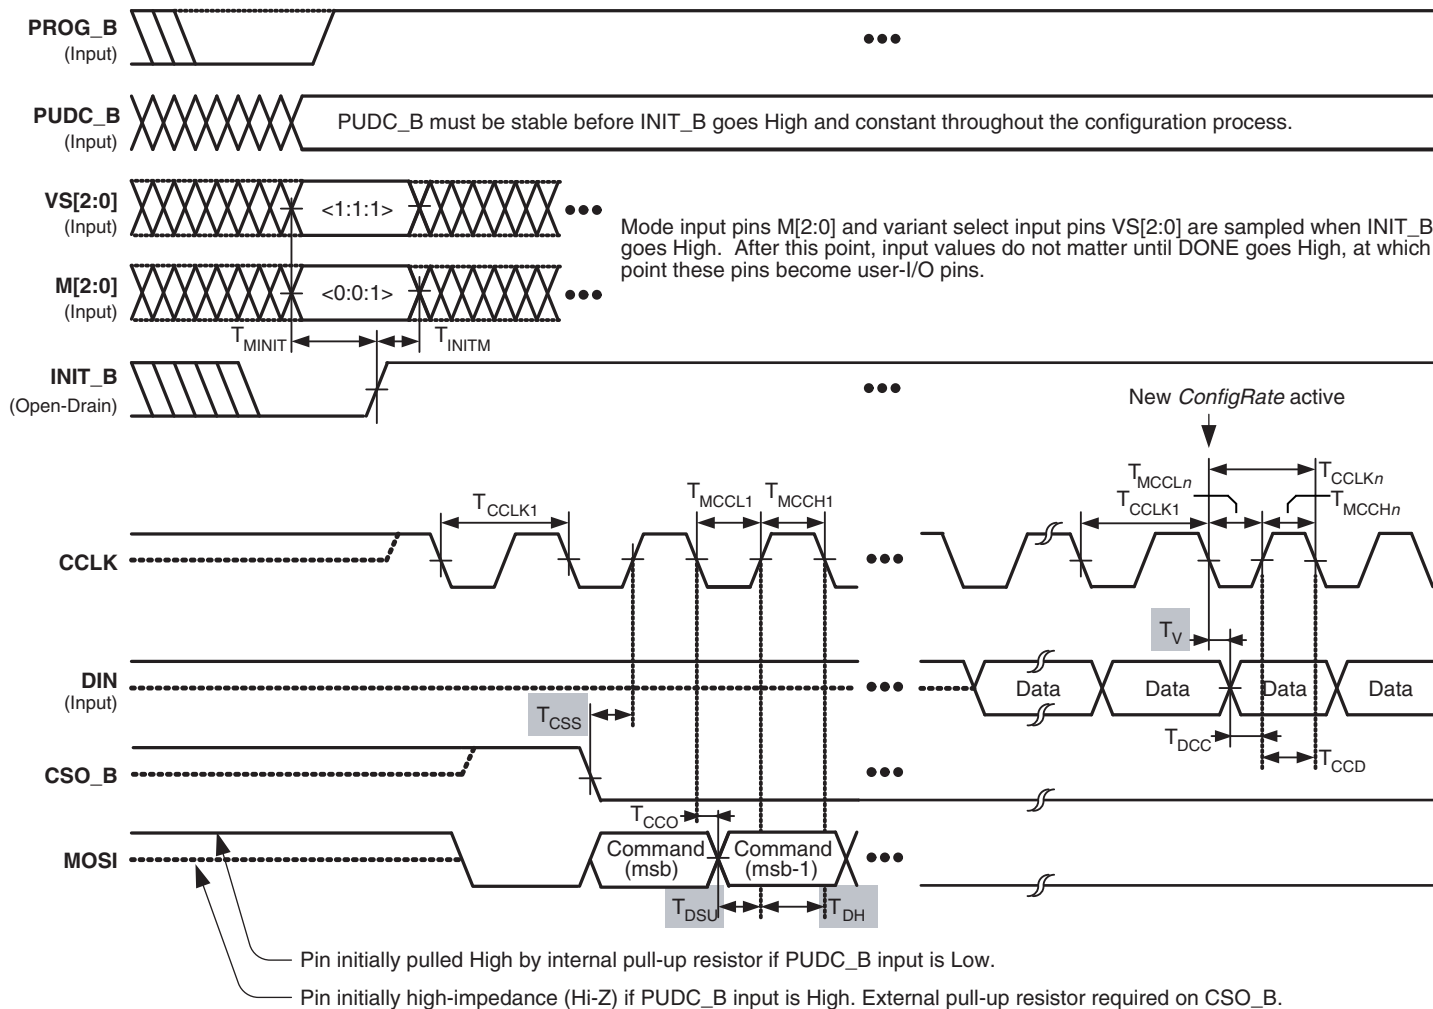 PROG_B
(Input)
PUDC_B
(Input)
PUDC_B must be stable before INIT_B goes High and constant throughout the configuration process.
VS[2:0]
(Input)
<1:1:1>
Mode input pins M[2:0] and variant select input pins VS[2:0] are sampled when INIT_B
goes High. After this point, input values do not matter until DONE goes High, at which
point these pins become user-I/O pins.
M[2:0]
(Input)
<0:0:1>
TMINIT
TINITM
INIT_B
(Open-Drain)
New ConfigRate active
TCCLK1
TMCCL1
TMCCH1
TMCCLn
TCCLK1
TCCLKn
TMCCHn
CCLK
TV
DIN
(Input)
Data
Data
Data
Data
TCSS
TDCC
TCCD
CSO_B
TCCO
MOSI
Command
(msb)
Command
(msb-1)
TDSU
TDH
Pin initially pulled High by internal pull-up resistor if PUDC_B input is Low.
Pin initially high-impedance (Hi-Z) if PUDC_B input is High. External pull-up resistor required on CSO_B.